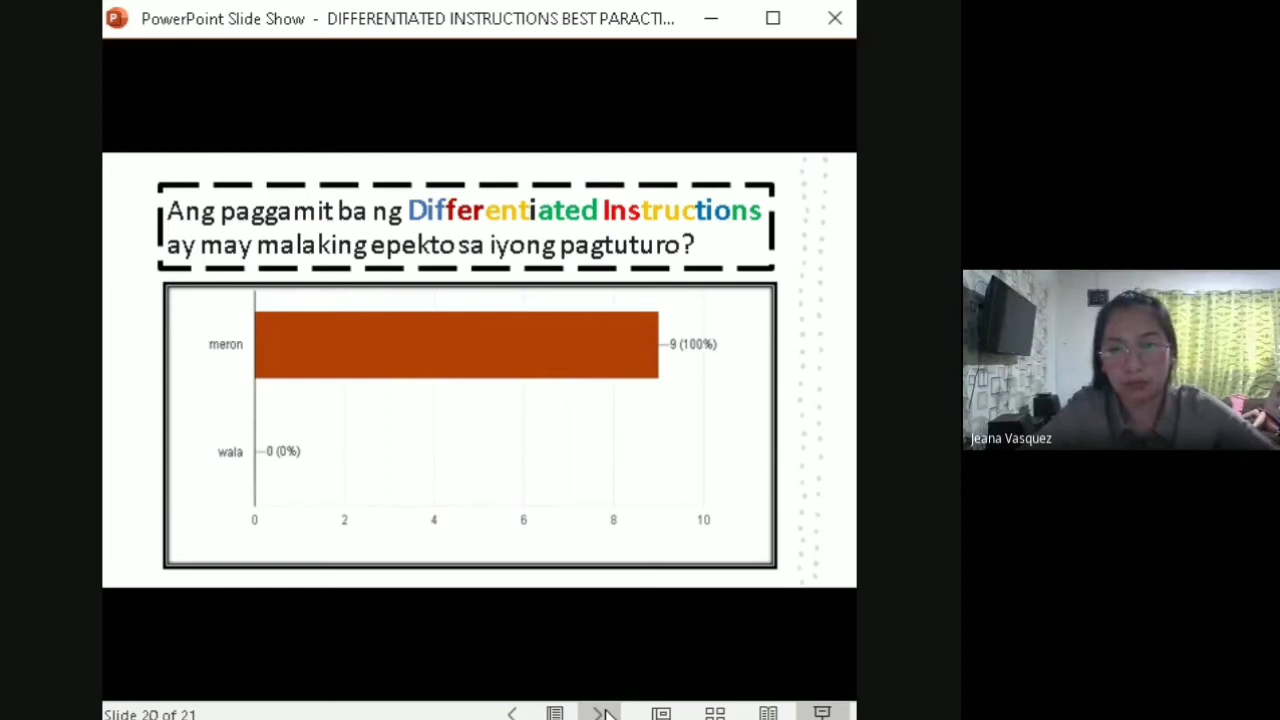 PowerPoint Slide Show - DIFFERENTIATED INSTRUCTIONS BEST PARACTI...
Ang paggamit ba ng Differentiated Instructions
ay may malaking epekto sa iyong pagtuturo?
meron
9 (100%)
wala
0 (0%)
0 2 4 6 8 10
Jeana Vasquez
Slide 20 of 21